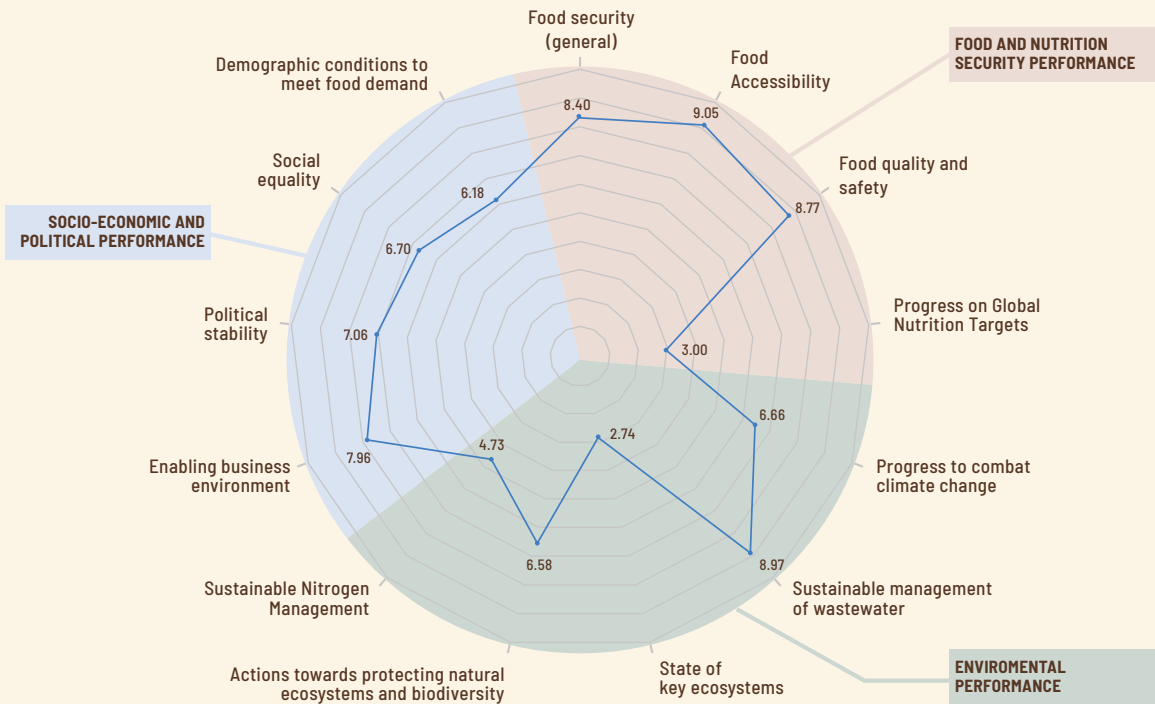 Food security
(general)
Food
Accessibility
Food quality and
safety
Progress on Global
Nutrition Targets
Progress to combat
climate change
Sustainable management
of wastewater
State of
key ecosystems
Actions towards protecting natural
ecosystems and biodiversity
Sustainable Nitrogen
Management
Enabling business
environment
Political
stability
Social
equality
Demographic conditions to
meet food demand
8.40
9.05
8.77
3.00
6.66
8.97
2.74
6.58
4.73
7.96
7.06
6.70
6.18
FOOD AND NUTRITION
SECURITY PERFORMANCE
SOCIO-ECONOMIC AND
POLITICAL PERFORMANCE
ENVIROMENTAL
PERFORMANCE